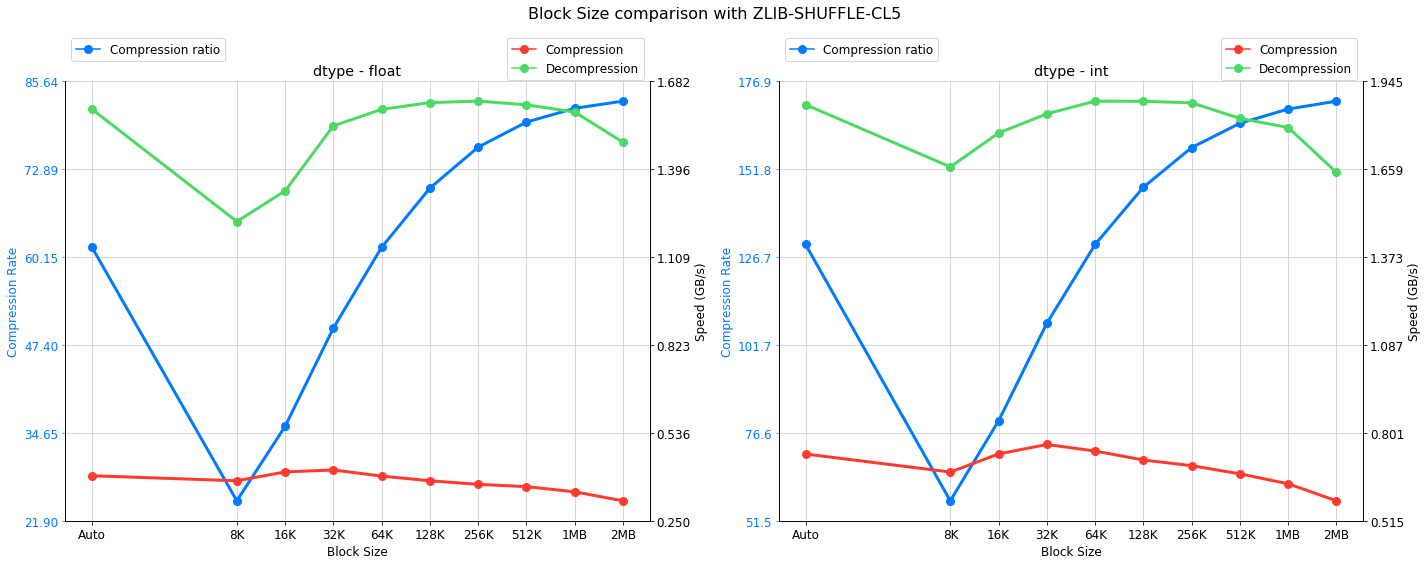 Block Size comparison with ZLIB-SHUFFLE-CL5
Compression ratio
Compression
Decompression
dtype - float
85.64
72.89
60.15
47.40
34.65
21.90
Compression Rate
1.682
1.396
1.109
0.823
0.536
0.250
Speed (GB/s)
Auto 8K 16K 32K 64K 128K 256K 512K 1MB 2MB
Block Size
Compression ratio
Compression
Decompression
dtype - int
176.9
151.8
126.7
101.7
76.6
51.5
Compression Rate
1.945
1.659
1.373
1.087
0.801
0.515
Speed (GB/s)
Auto 8K 16K 32K 64K 128K 256K 512K 1MB 2MB
Block Size